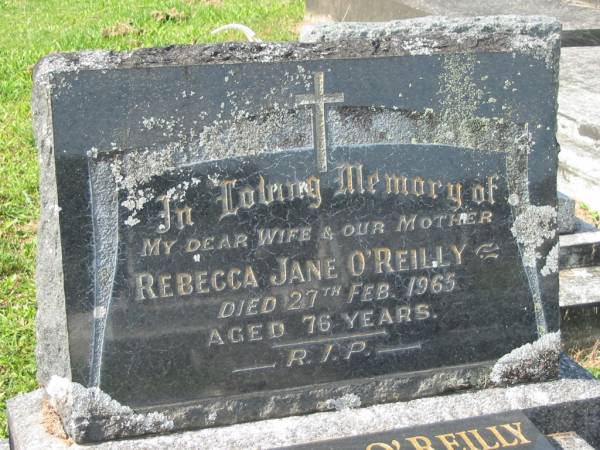 In Loving Memory of
MY DEAR WIFE & OUR MOTHER
REBECCA JANE O'REILLY
DIED 27TH FEB. 1965
AGED 76 YEARS.
R.I.P.
O'REILLY